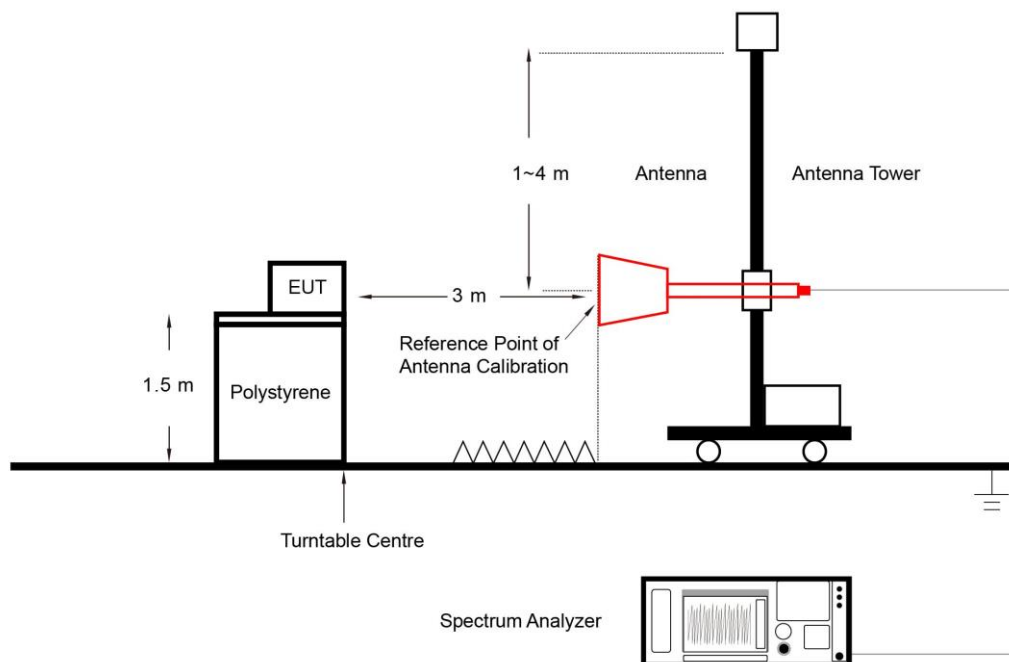 1~4 m
Antenna
Antenna Tower
EUT
3 m
Reference Point of
Antenna Calibration
1.5 m
Polystyrene
Turntable Centre
Spectrum Analyzer